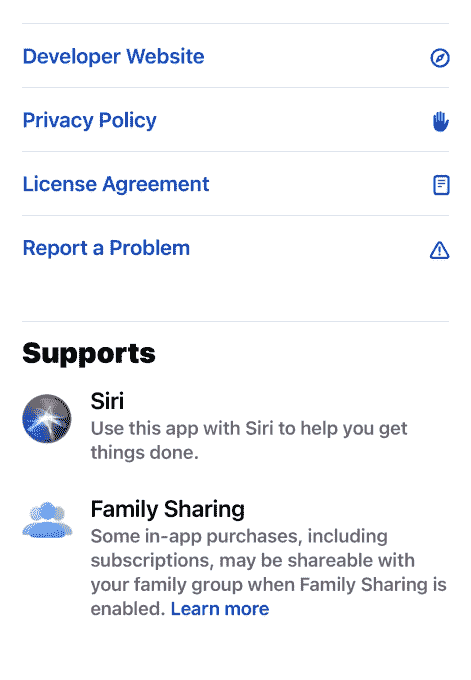 Developer Website
Privacy Policy
License Agreement
Report a Problem
Supports
Siri
Use this app with Siri to help you get
things done.
Family Sharing
Some in-app purchases, including
subscriptions, may be shareable with
your family group when Family Sharing is
enabled. Learn more